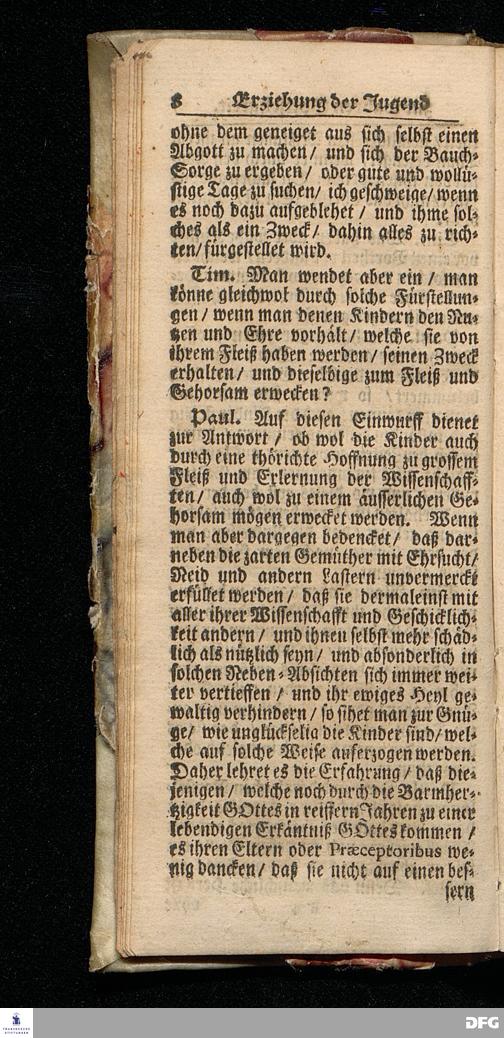 8 Erziehung der Jugend
ohne dem geneiget aus sich selbst einen
Abgott zu machen/ und sich der Bauch-
Sorge zu ergeben/ oder gute und wollü-
stige Tage zu suchen/ ich geschweige/ wenn
es noch dazu aufgeblehet/ und ihme sol-
ches als ein Zweck/ dahin alles zu rich-
ten/ fürgestellet wird.
Tim. Man wendet aber ein/ man
könne gleichwol durch solche Fürstellun-
gen/ wenn man denen Kindern den Nu-
tzen und Ehre vorhält/ welche sie von
ihrem Fleiß haben werden/ seinen Zweck
erhalten/ und dieselbige zum Fleiß und
Gehorsam erwecken?
Paul. Auf diesen Einwurff dienet
zur Antwort/ ob wol die Kinder auch
durch eine thörichte Hoffnung zu grossem
Fleiß und Erlernung der Wissenschaff-
ten/ auch wol zu einem äusserlichen Ge-
horsam mögen erwecket werden. Wenn
man aber dargegen bedencket/ daß dar-
neben die zarten Gemüther mit Ehrsucht/
Neid und andern Lastern unvermerckt
erfüllet werden/ daß sie dermaleinst mit
aller ihrer Wissenschafft und Geschicklich-
keit andern/ und ihnen selbst mehr schäd-
lich als nützlich seyn/ und absonderlich in
solchen Neben-Absichten sich immer wei-
ter vertieffen/ und ihr ewiges Heyl ge-
waltig verhindern/ so sihet man zur Gnü-
ge/ wie unglückselig die Kinder sind/ wel-
che auf solche Weise auferzogen werden.
Daher lehret es die Erfahrung/ daß die-
jenigen/ welche noch durch die Barmher-
tzigkeit GOttes in reiffern Jahren zu einer
lebendigen Erkäntniß GOttes kommen/
es ihren Eltern oder Præceptoribus we-
nig dancken/ daß sie nicht auf einen bes-
sern
FRANCKESCHE
STIFTUNGEN
DFG